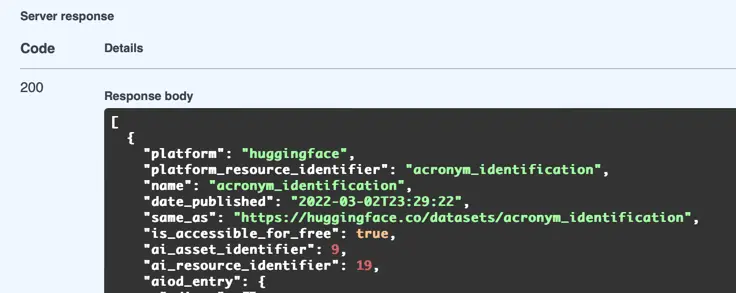 Server response
Code Details
200
Response body
[
{
"platform": "huggingface",
"platform_resource_identifier": "acronym_identification",
"name": "acronym_identification",
"date_published": "2022-03-02T23:29:22",
"same_as": "https://huggingface.co/datasets/acronym_identification",
"is_accessible_for_free": true,
"ai_asset_identifier": 9,
"ai_resource_identifier": 19,
"aiod_entry": {